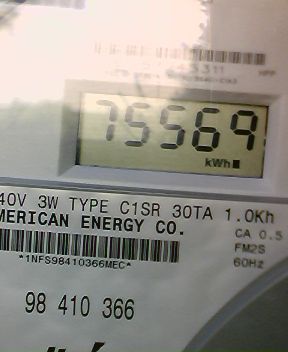 75569
kWh
40V 3W TYPE C1SR 30TA 1.0Kh
MERICAN ENERGY CO.
CA 0.5
FM2S
*1NFS98410366MEC*
60Hz
98 410 366